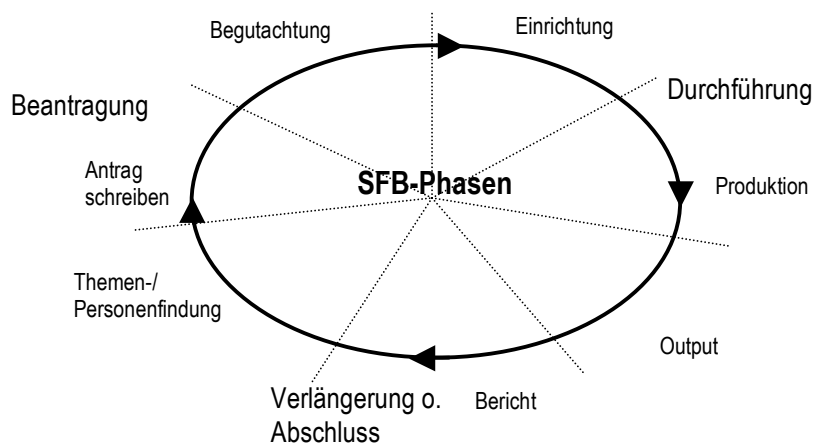 Begutachtung
Einrichtung
Beantragung
Durchführung
Antrag
schreiben
SFB-Phasen
Produktion
Themen-/
Personenfindung
Output
Verlängerung o.
Abschluss
Bericht